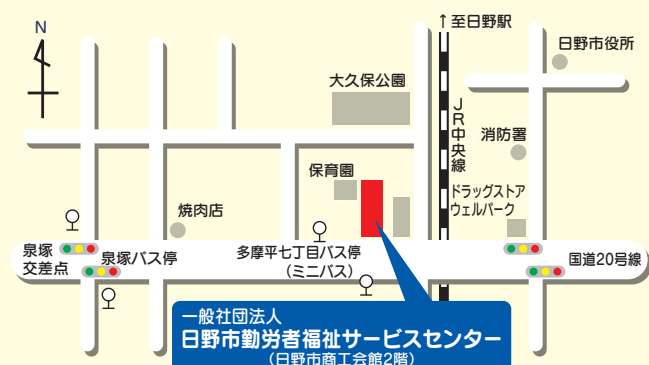 N
↑至日野駅
日野市役所
大久保公園
JR中央線
消防署
保育園
ドラッグストア
ウェルパーク
焼肉店
泉塚
交差点
泉塚バス停
多摩平七丁目バス停
（ミニバス）
国道20号線
一般社団法人
日野市勤労者福祉サービスセンター
（日野市商工会館2階）